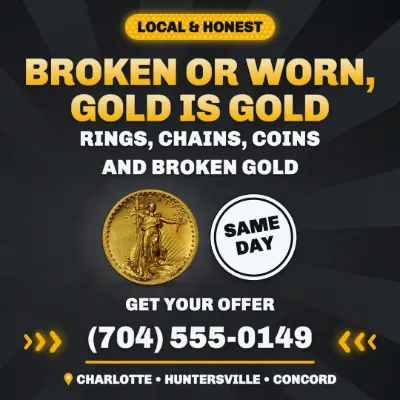 LOCAL & HONEST
BROKEN OR WORN,
GOLD IS GOLD
RINGS, CHAINS, COINS
AND BROKEN GOLD
SAME
DAY
GET YOUR OFFER
(704) 555-0149
CHARLOTTE • HUNTERSVILLE • CONCORD